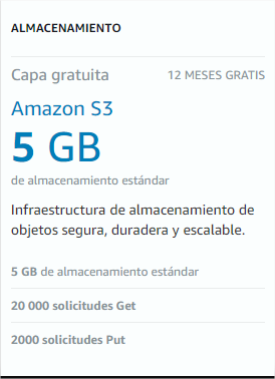 ALMACENAMIENTO
Capa gratuita 12 MESES GRATIS
Amazon S3
5 GB
de almacenamiento estándar
Infraestructura de almacenamiento de
objetos segura, duradera y escalable.
5 GB de almacenamiento estándar
20 000 solicitudes Get
2000 solicitudes Put